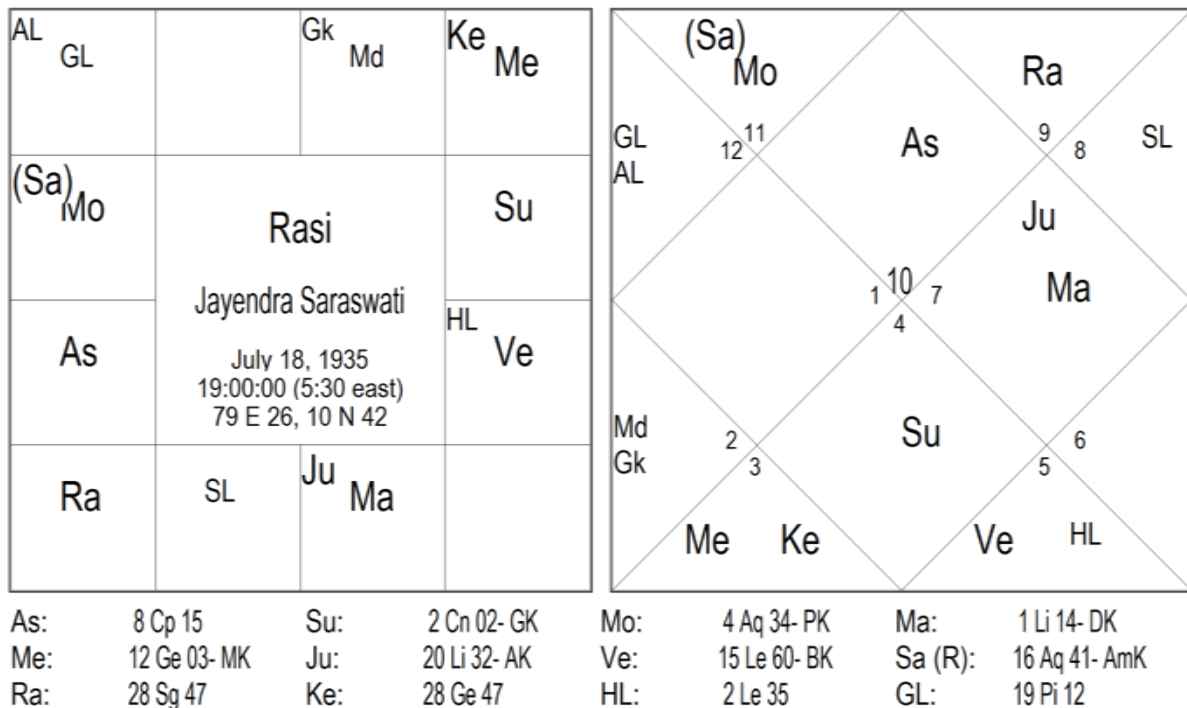 AL GL
Gk Md
Ke Me
(Sa) Mo
Su
As
HL Ve
Ra
SL
Ju Ma
Rasi
Jayendra Saraswati
July 18, 1935
19:00:00 (5:30 east)
79 E 26, 10 N 42
(Sa) Mo
Ra
As
GL
AL
11
12
9
8
SL
Ju
Ma
10
1
7
4
Md
Gk
2
3
Su
6
5
Me Ke
Ve HL
As: 8 Cp 15 Su: 2 Cn 02- GK Mo: 4 Aq 34- PK Ma: 1 Li 14- DK
Me: 12 Ge 03- MK Ju: 20 Li 32- AK Ve: 15 Le 60- BK Sa (R): 16 Aq 41- AmK
Ra: 28 Sg 47 Ke: 28 Ge 47 HL: 2 Le 35 GL: 19 Pi 12